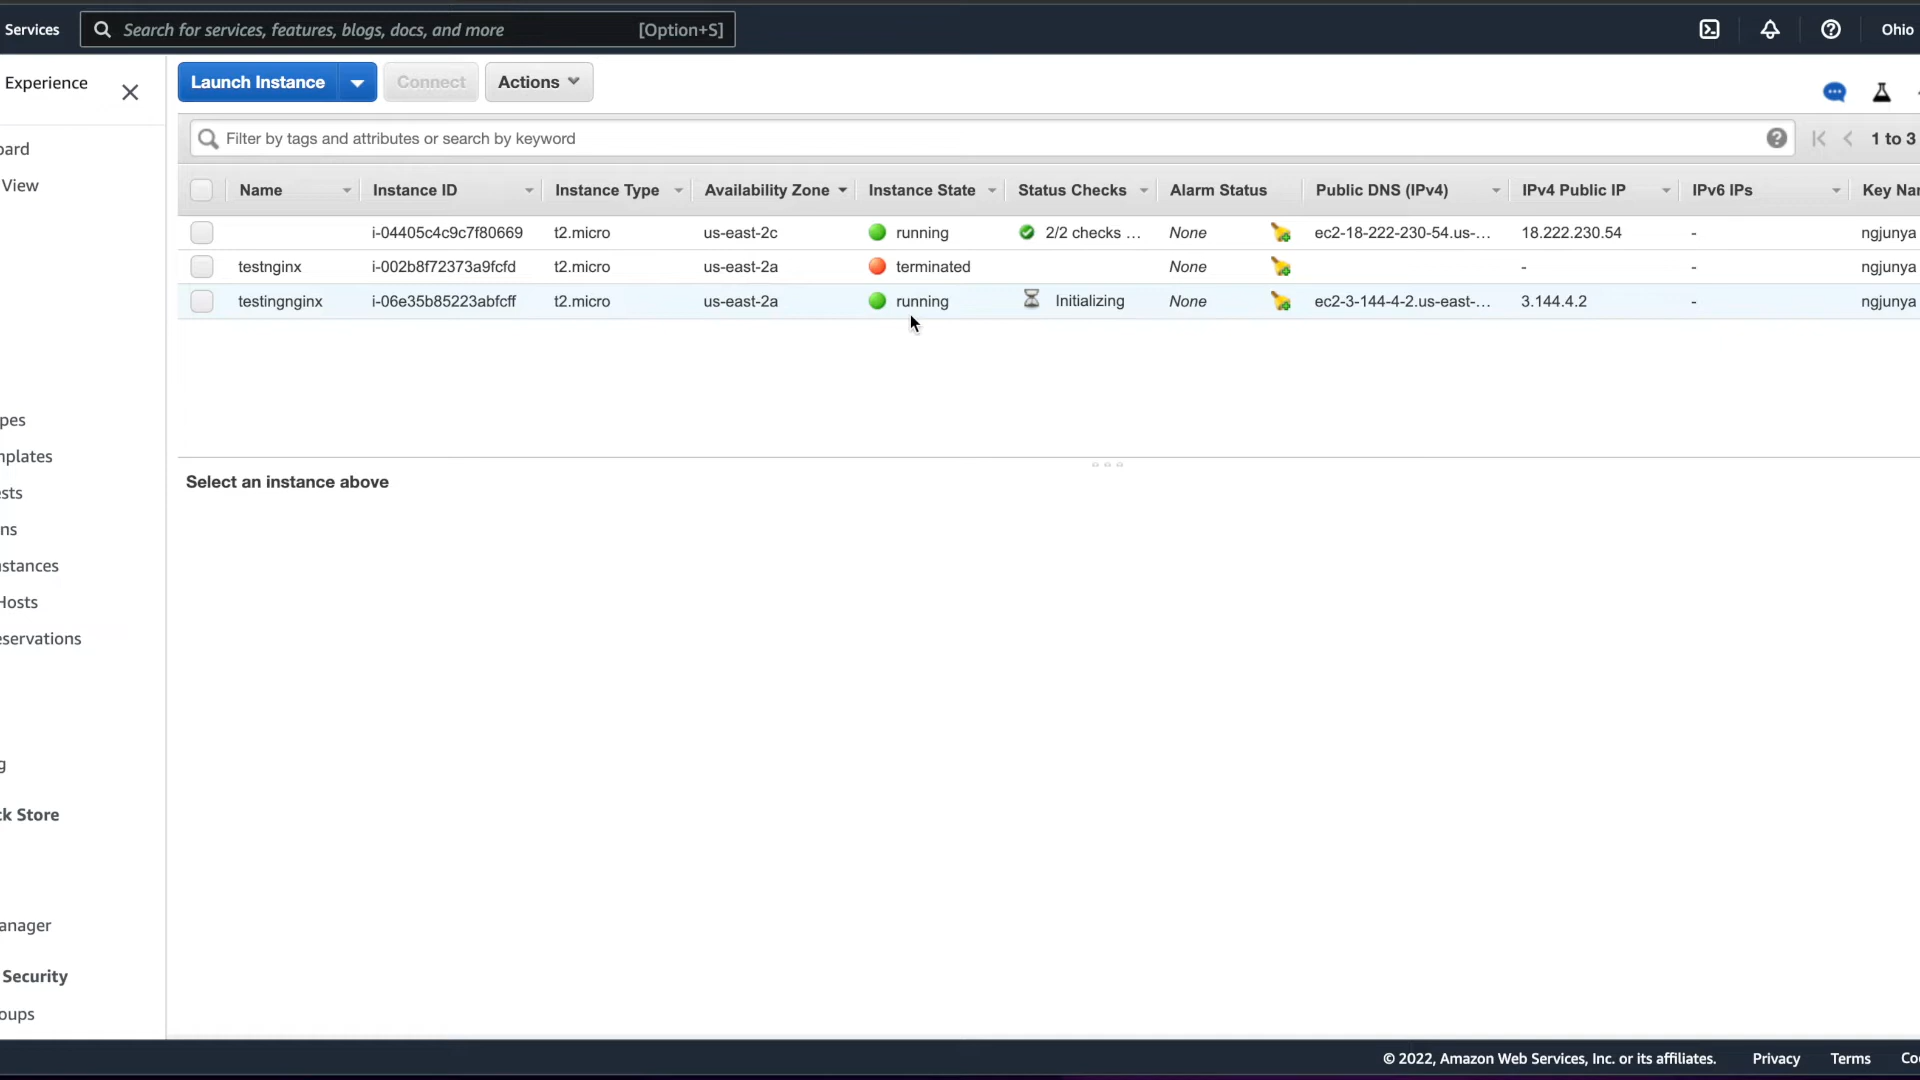 Services Search for services, features, blogs, docs, and more [Option+S] Ohio
Experience
Launch Instance Connect Actions
Filter by tags and attributes or search by keyword 1 to 3
Name Instance ID Instance Type Availability Zone Instance State Status Checks Alarm Status Public DNS (IPv4) IPv4 Public IP IPv6 IPs Key Nar
i-04405c4c9c7f80669 t2.micro us-east-2c running 2/2 checks ... None ec2-18-222-230-54.us-... 18.222.230.54 - ngjunya
testnginx i-002b8f72373a9fcfd t2.micro us-east-2a terminated None - - ngjunya
testingnginx i-06e35b85223abfcff t2.micro us-east-2a running Initializing None ec2-3-144-4-2.us-east-... 3.144.4.2 - ngjunya
oard
View
pes
mplates
ests
ns
nstances
Hosts
eservations
g
ck Store
anager
Security
oups
Select an instance above
© 2022, Amazon Web Services, Inc. or its affiliates. Privacy Terms Co